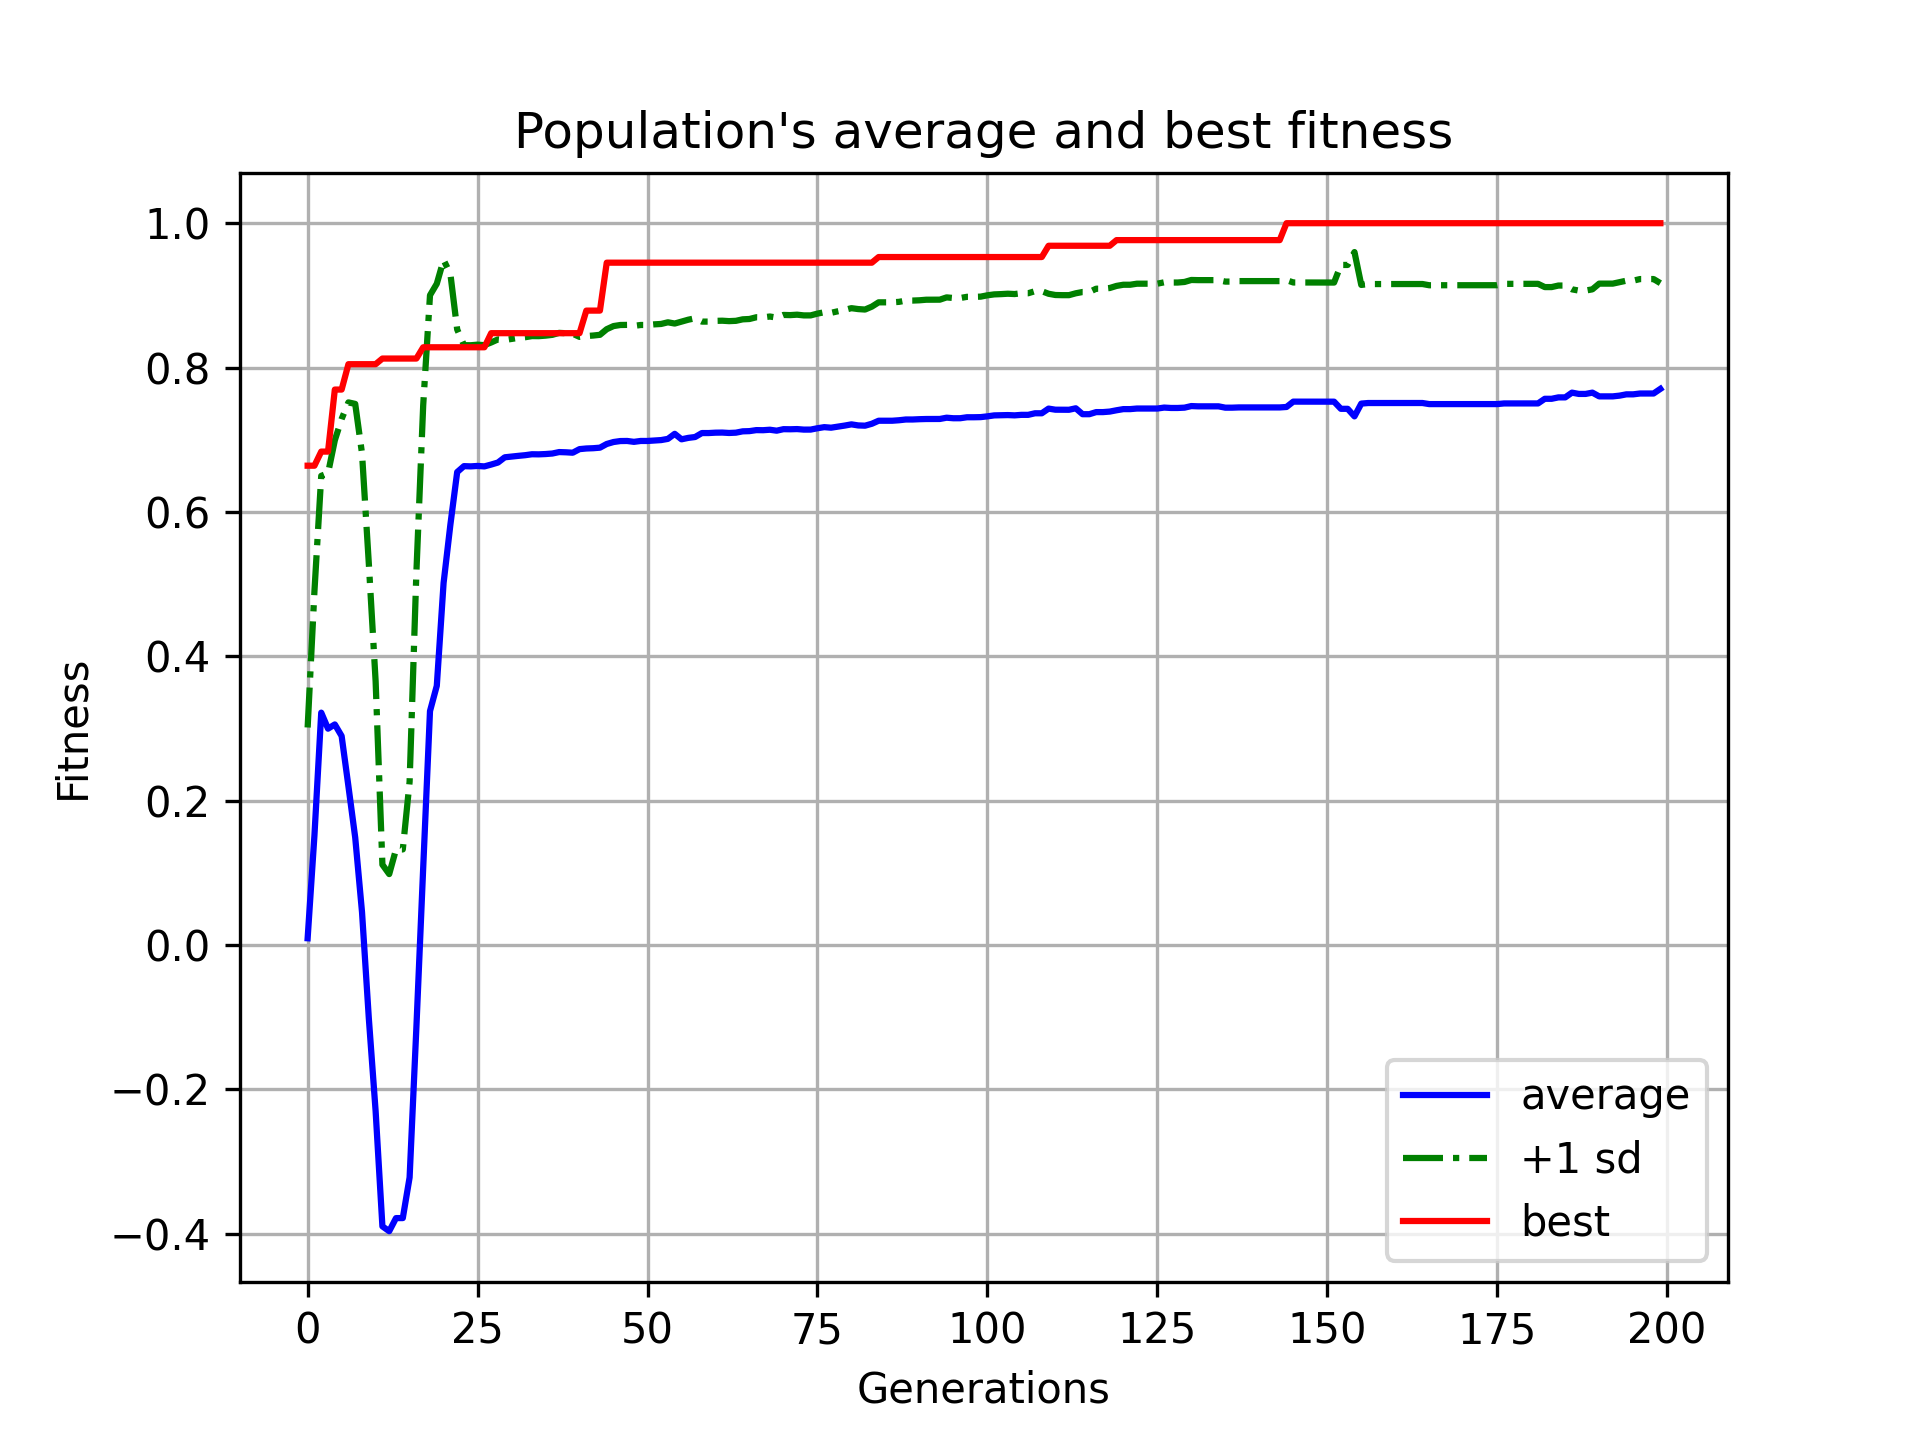 Population's average and best fitness
1.0
0.8
0.6
0.4
0.2
0.0
−0.2
−0.4
Fitness
0 25 50 75 100 125 150 175 200
Generations
average
+1 sd
best